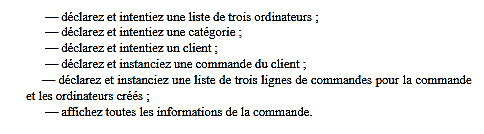 — déclarez et intentiez une liste de trois ordinateurs ;
— déclarez et intentiez une catégorie ;
— déclarez et intentiez un client ;
— déclarez et instanciez une commande du client ;
— déclarez et instanciez une liste de trois lignes de commandes pour la commande
et les ordinateurs créés ;
— affichez toutes les informations de la commande.